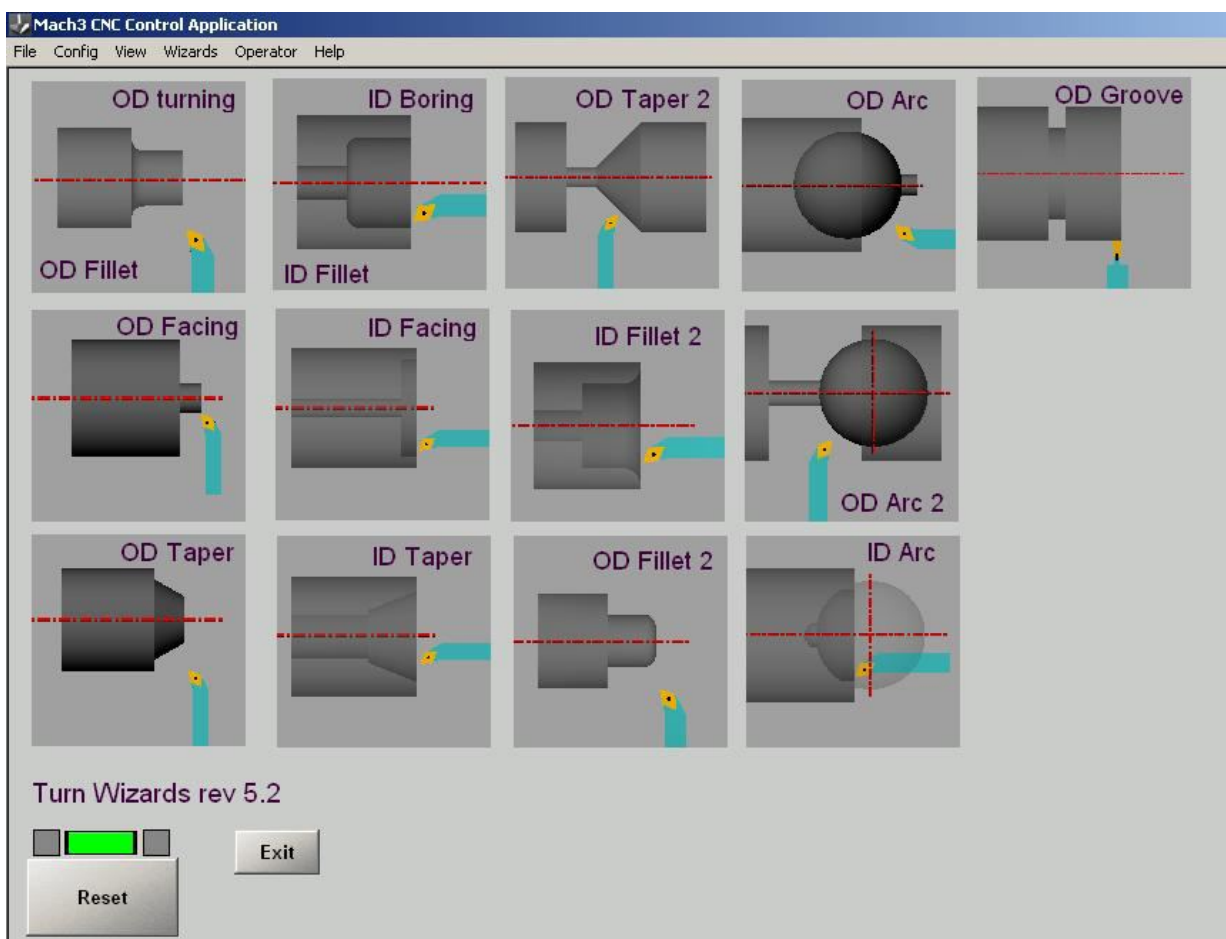 Mach3 CNC Control Application
File Config View Wizards Operator Help
OD turning
OD Fillet
ID Boring
ID Fillet
OD Taper 2
OD Arc
OD Groove
OD Facing
ID Facing
ID Fillet 2
OD Arc 2
OD Taper
ID Taper
OD Fillet 2
ID Arc
Turn Wizards rev 5.2
Exit
Reset